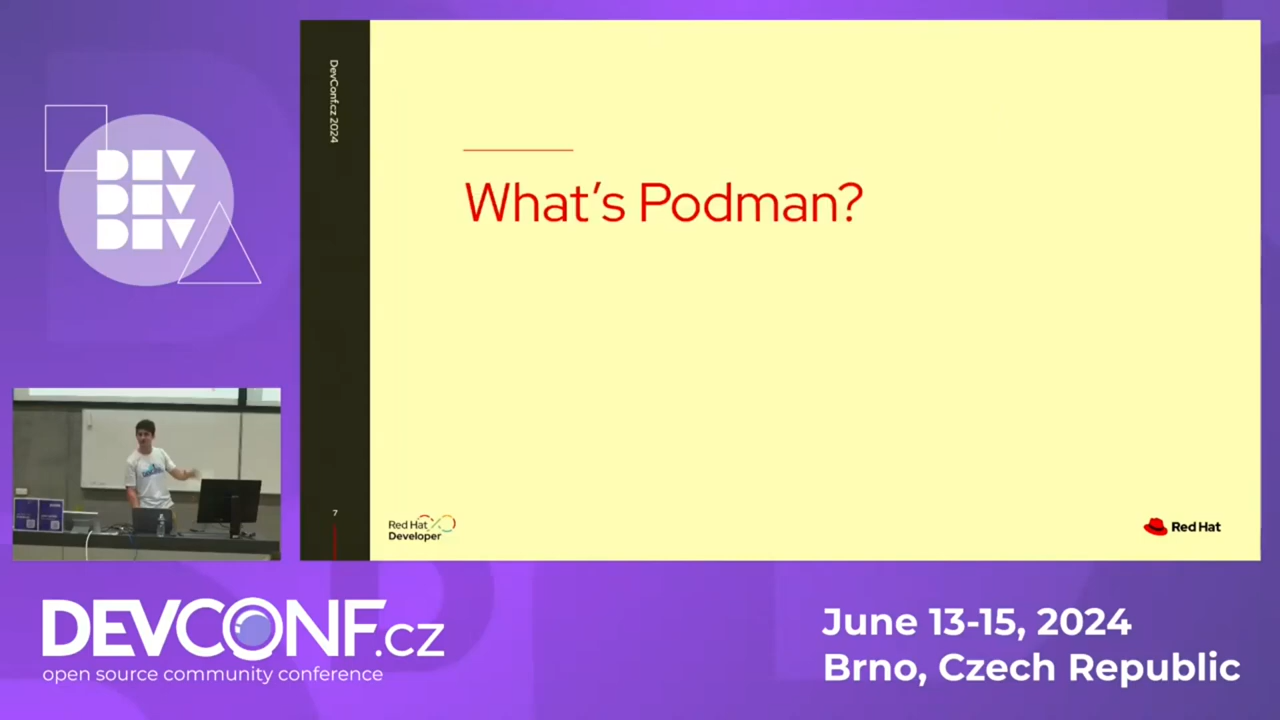 DevConf.cz 2024
What's Podman?
7
Red Hat
Developer
Red Hat
DEV
DEV
DEV
DEVCONF.cz
open source community conference
June 13-15, 2024
Brno, Czech Republic